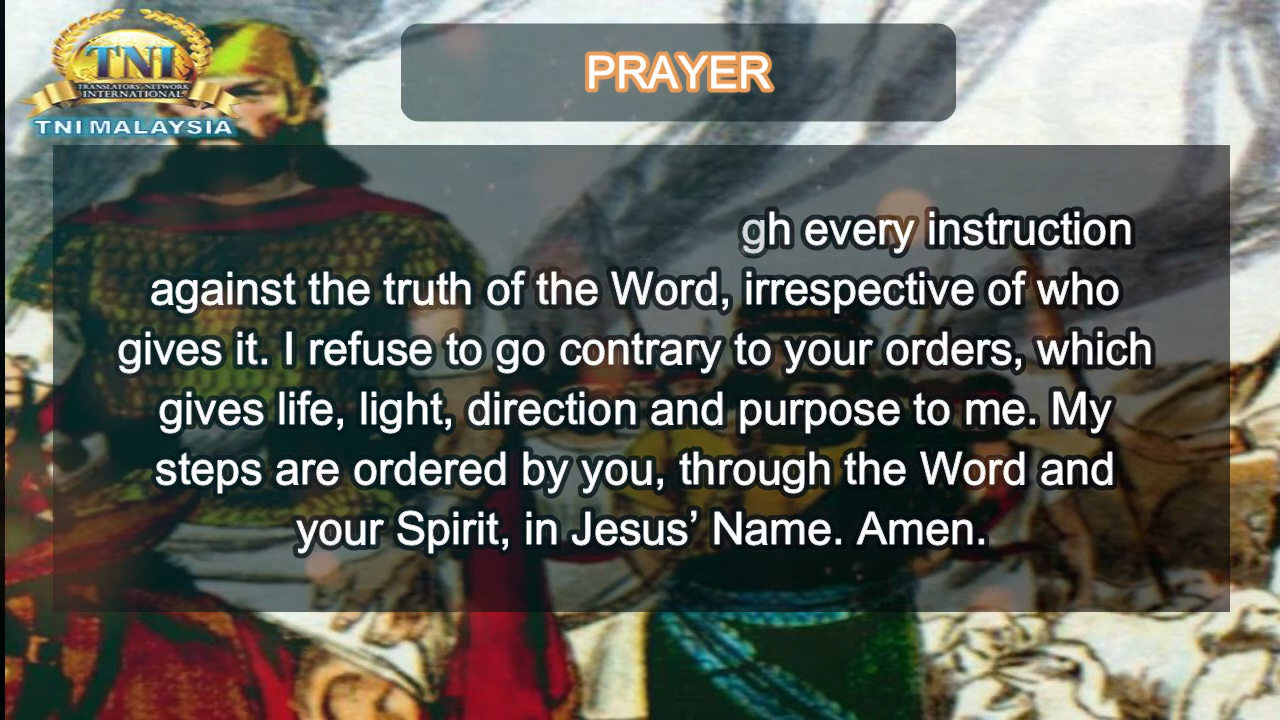 TNI
TRANSLATORS' NETWORK
INTERNATIONAL
TNI MALAYSIA
PRAYER
gh every instruction
against the truth of the Word, irrespective of who
gives it. I refuse to go contrary to your orders, which
gives life, light, direction and purpose to me. My
steps are ordered by you, through the Word and
your Spirit, in Jesus’ Name. Amen.